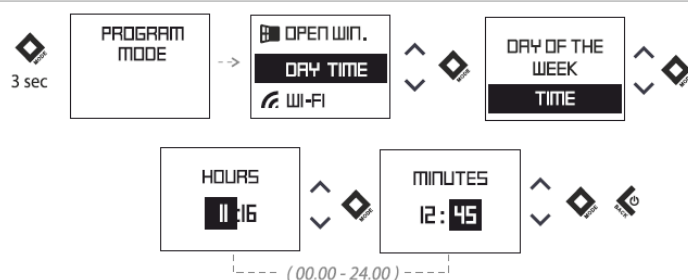 MODE
3 sec
PROGRAM
MODE
OPEN WIN.
DAY TIME
WI-FI
MODE
DAY OF THE
WEEK
TIME
MODE
HOURS
11:16
MODE
MINUTES
12:45
MODE
BACK
( 00.00 - 24.00 )